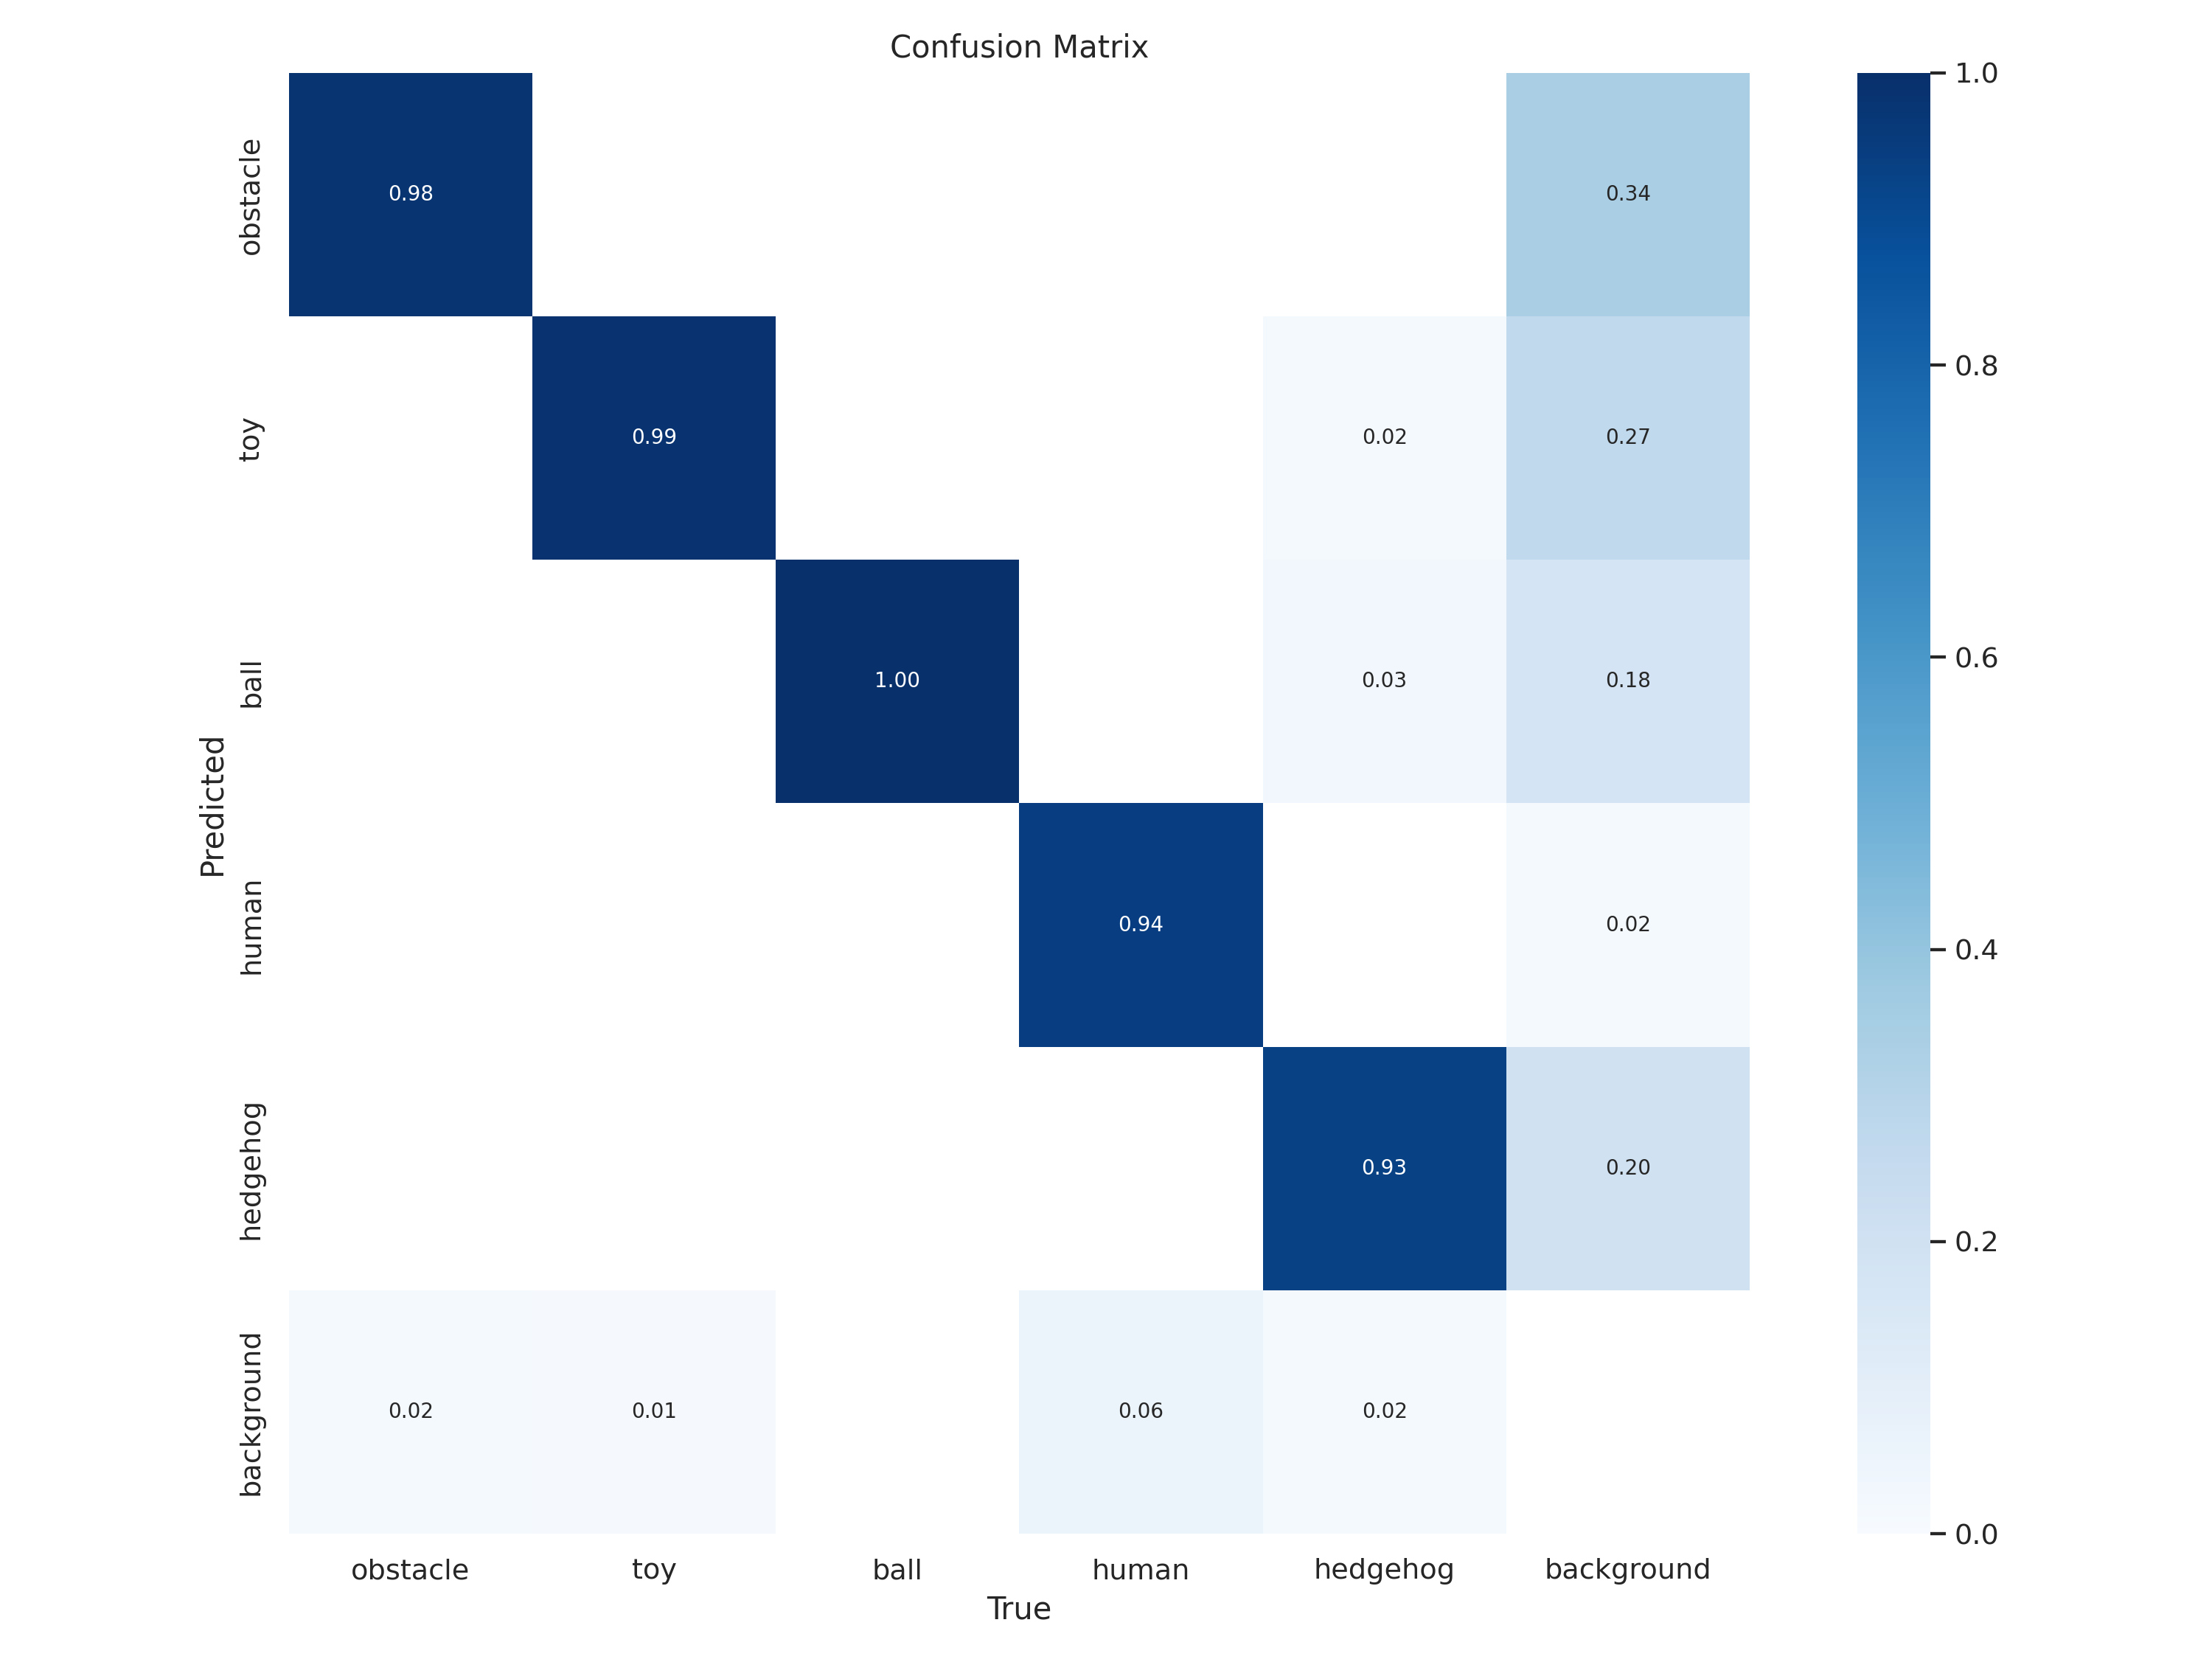 Confusion Matrix
obstacle
0.98
0.34
toy
0.99
0.02
0.27
ball
1.00
0.03
0.18
human
0.94
0.02
hedgehog
0.93
0.20
background
0.02
0.01
0.06
0.02
Predicted
obstacle
toy
ball
human
hedgehog
background
True
1.0
0.8
0.6
0.4
0.2
0.0